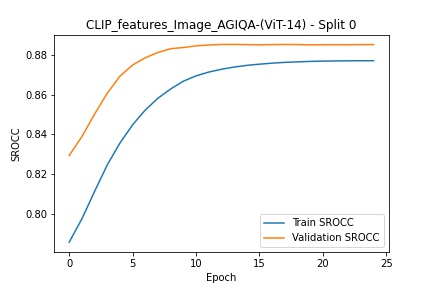 CLIP_features_Image_AGIQA-(ViT-14) - Split 0
SROCC
0.88
0.86
0.84
0.82
0.80
Train SROCC
Validation SROCC
0
5
10
15
20
25
Epoch